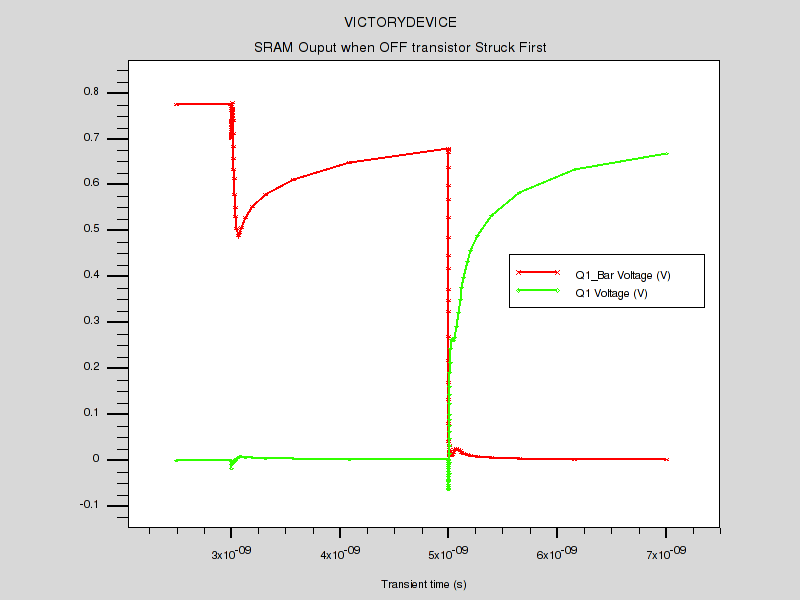 VICTORYDEVICE
SRAM Ouput when OFF transistor Struck First
0.8
0.7
0.6
0.5
0.4
0.3
0.2
0.1
0
-0.1
Q1_Bar Voltage (V)
Q1 Voltage (V)
3x10-09 4x10-09 5x10-09 6x10-09 7x10-09
Transient time (s)